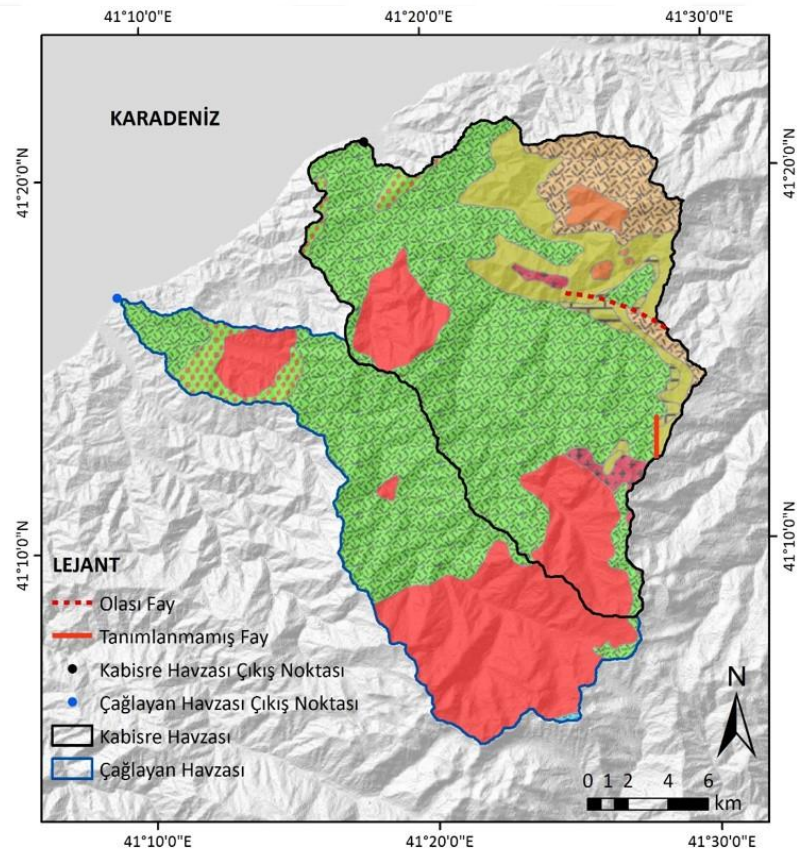 41°10'0"E 41°20'0"E 41°30'0"E
KARADENİZ
41°20'0"N
41°20'0"N
41°10'0"N
41°10'0"N
LEJANT
Olası Fay
Tanımlanmamış Fay
Kabisre Havzası Çıkış Noktası
Çağlayan Havzası Çıkış Noktası
Kabisre Havzası
Çağlayan Havzası
N
0 1 2 4 6
km
41°10'0"E 41°20'0"E 41°30'0"E